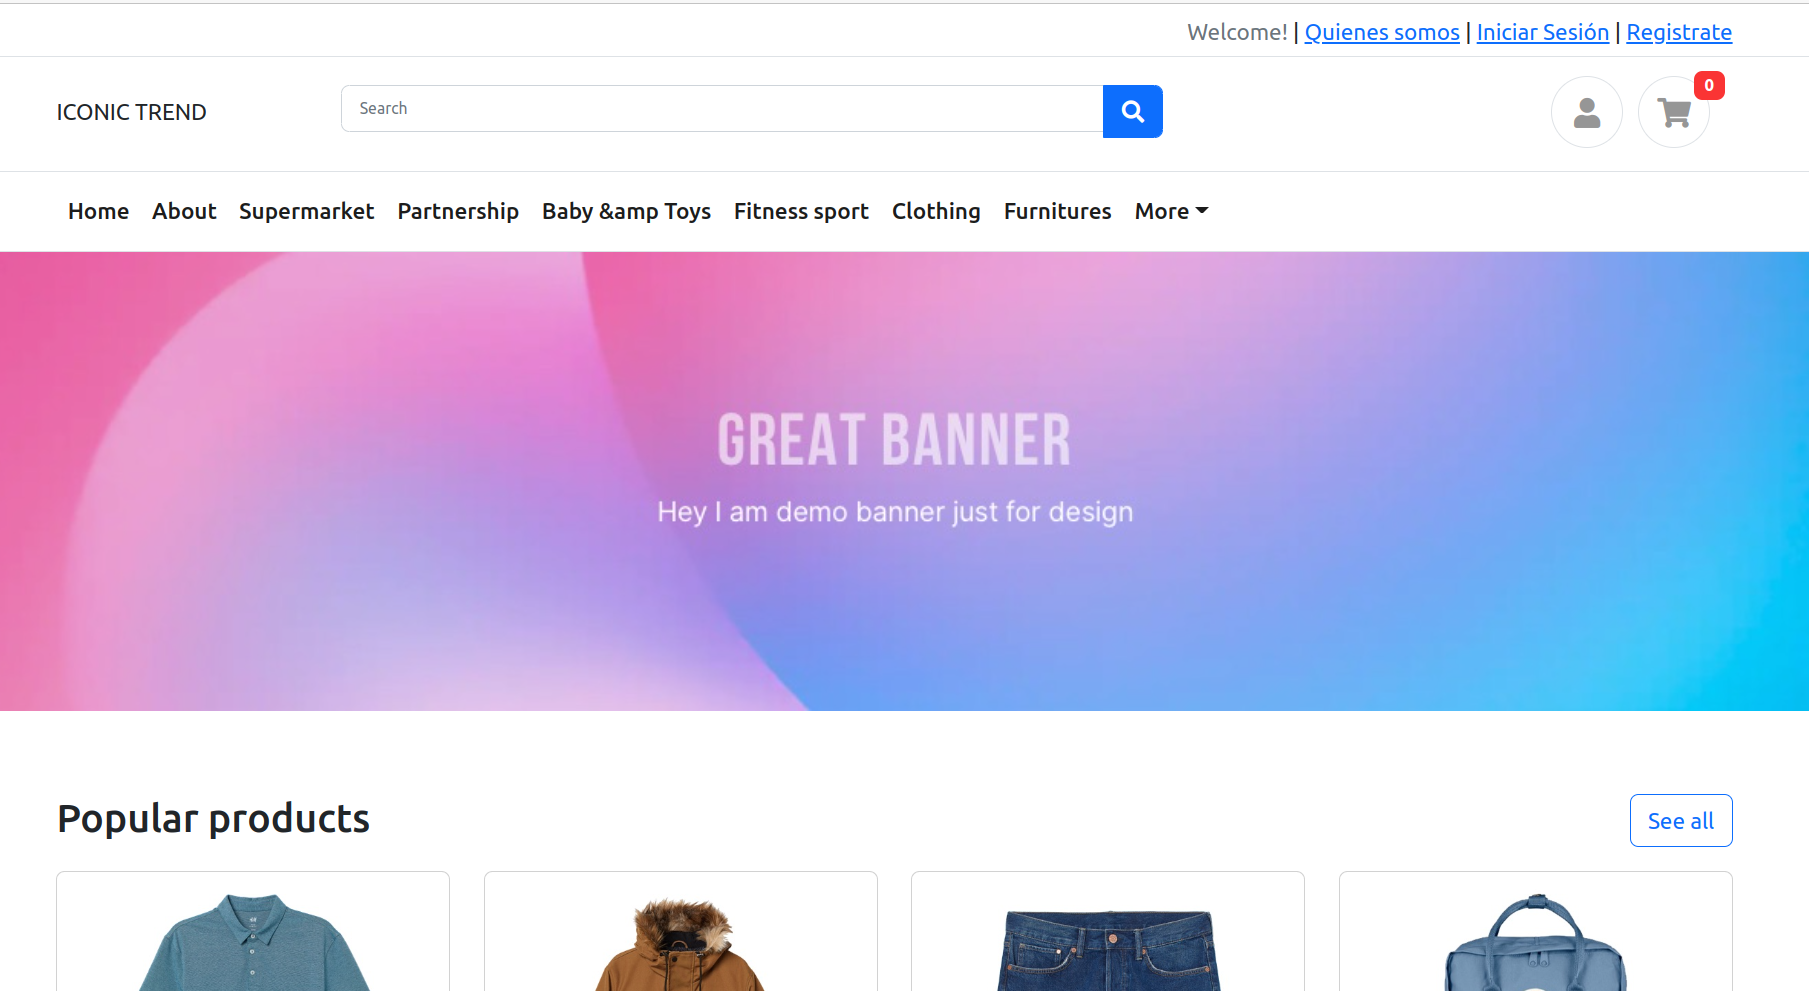 Welcome! | Quienes somos | Iniciar Sesión | Registrate
ICONIC TREND
Search
0
Home About Supermarket Partnership Baby &amp Toys Fitness sport Clothing Furnitures More
GREAT BANNER
Hey I am demo banner just for design
Popular products
See all